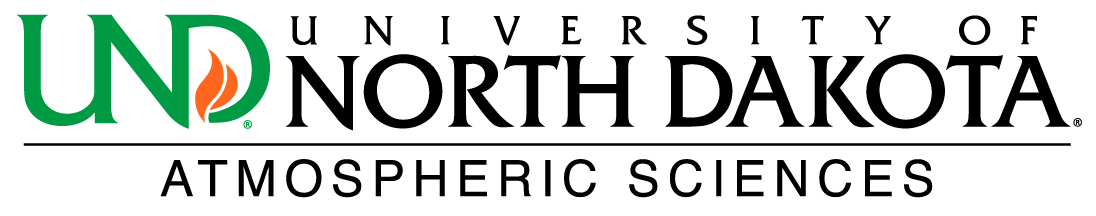 UND®
UNIVERSITY OF
NORTH DAKOTA®
ATMOSPHERIC SCIENCES